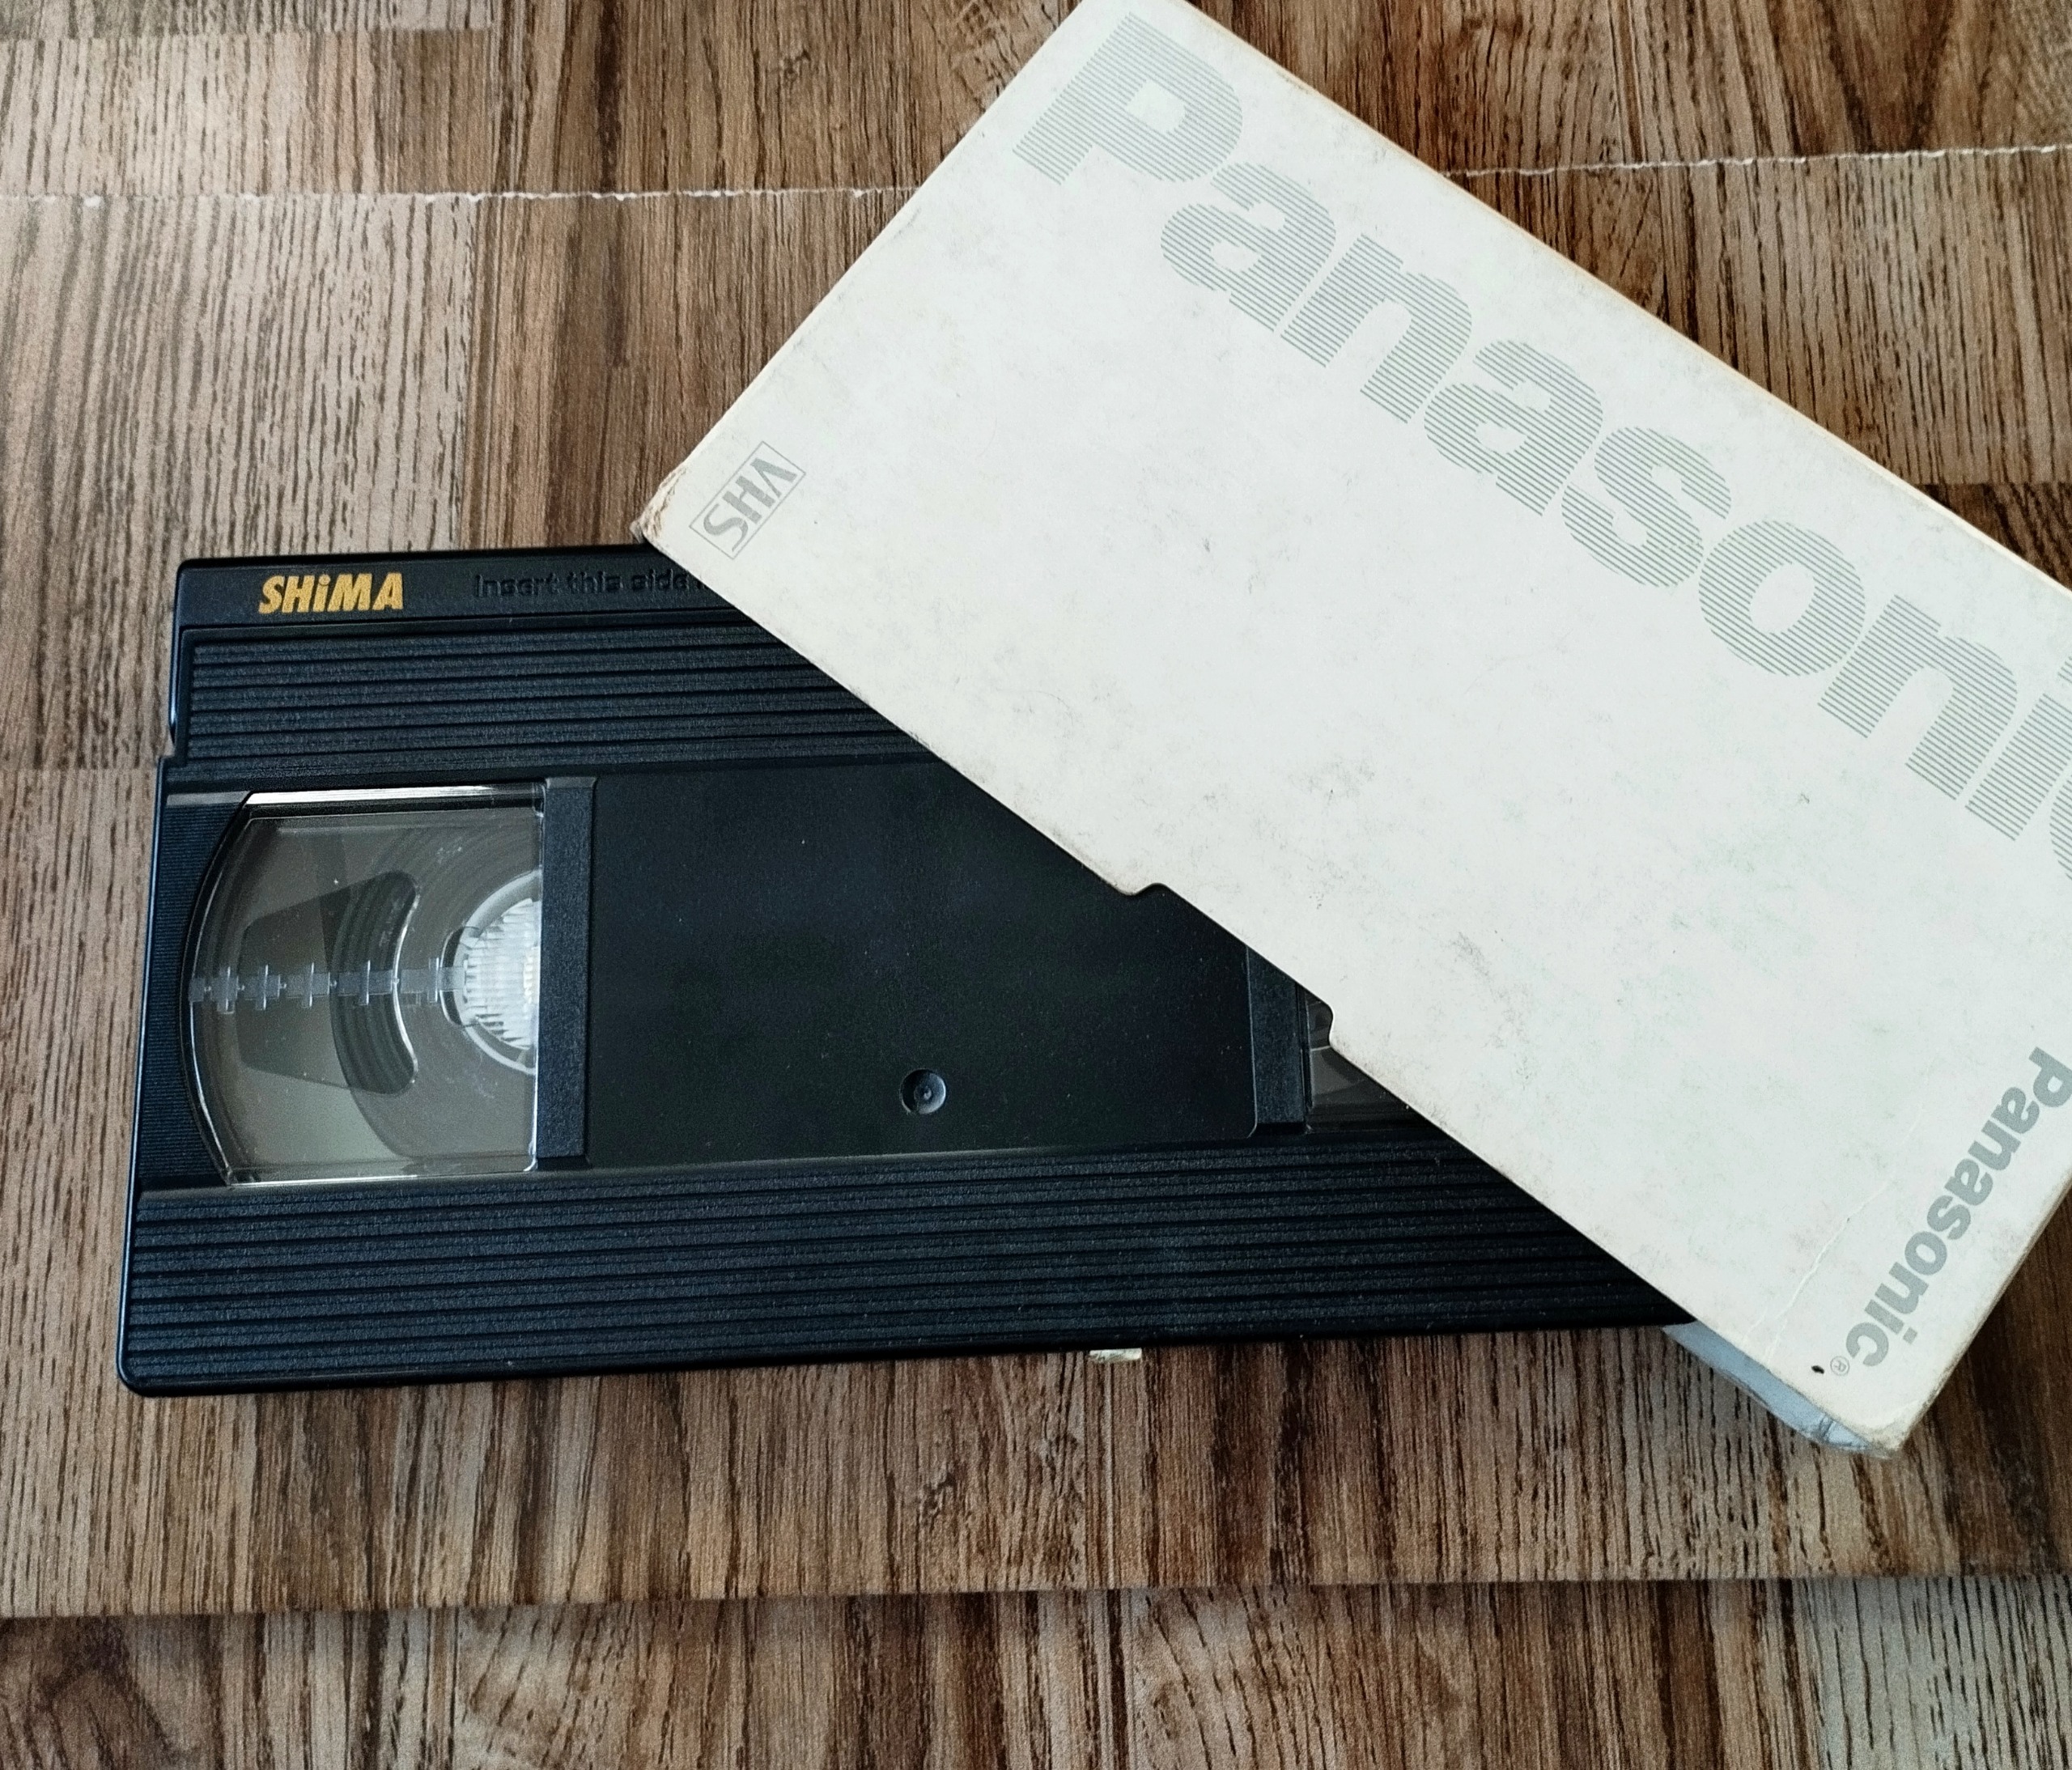 Panasonic
VHS
SHiMA
Insert this side
Panasonic®